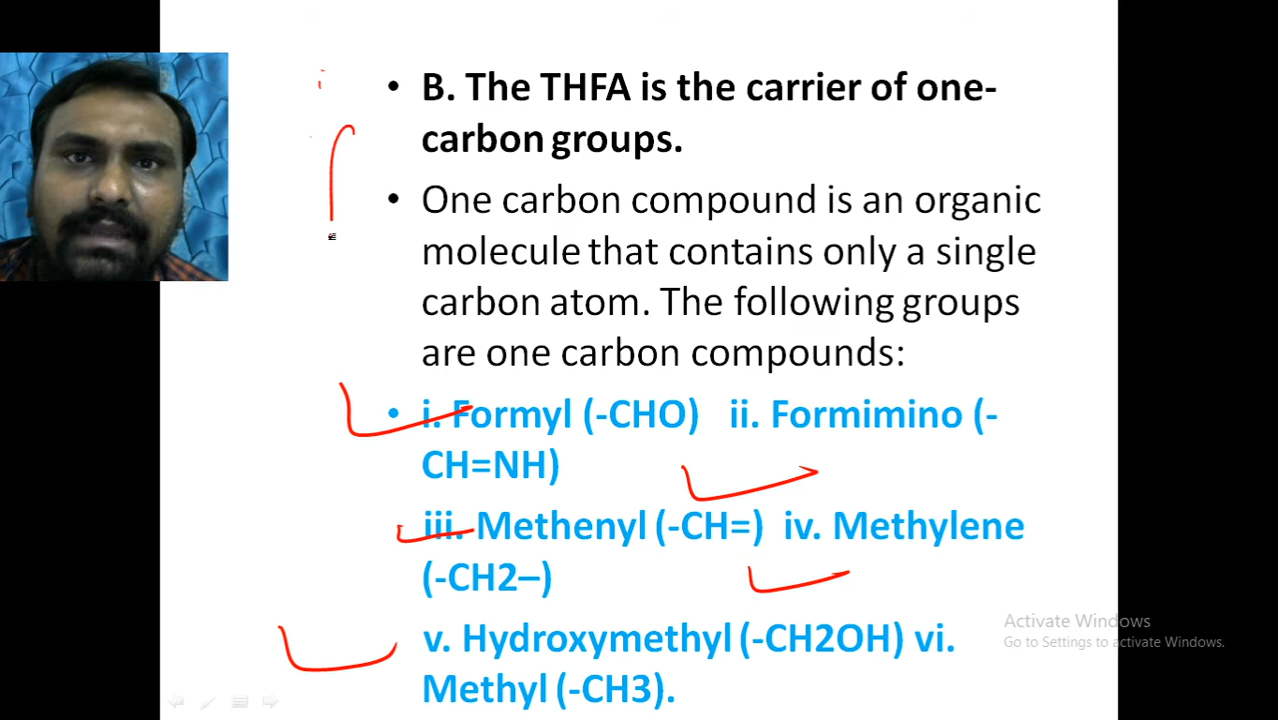 • B. The THFA is the carrier of one-
carbon groups.
• One carbon compound is an organic
molecule that contains only a single
carbon atom. The following groups
are one carbon compounds:
• i. Formyl (-CHO) ii. Formimino (-
CH=NH)
iii. Methenyl (-CH=) iv. Methylene
(-CH2–)
v. Hydroxymethyl (-CH2OH) vi.
Methyl (-CH3).
Activate Windows
Go to Settings to activate Windows.